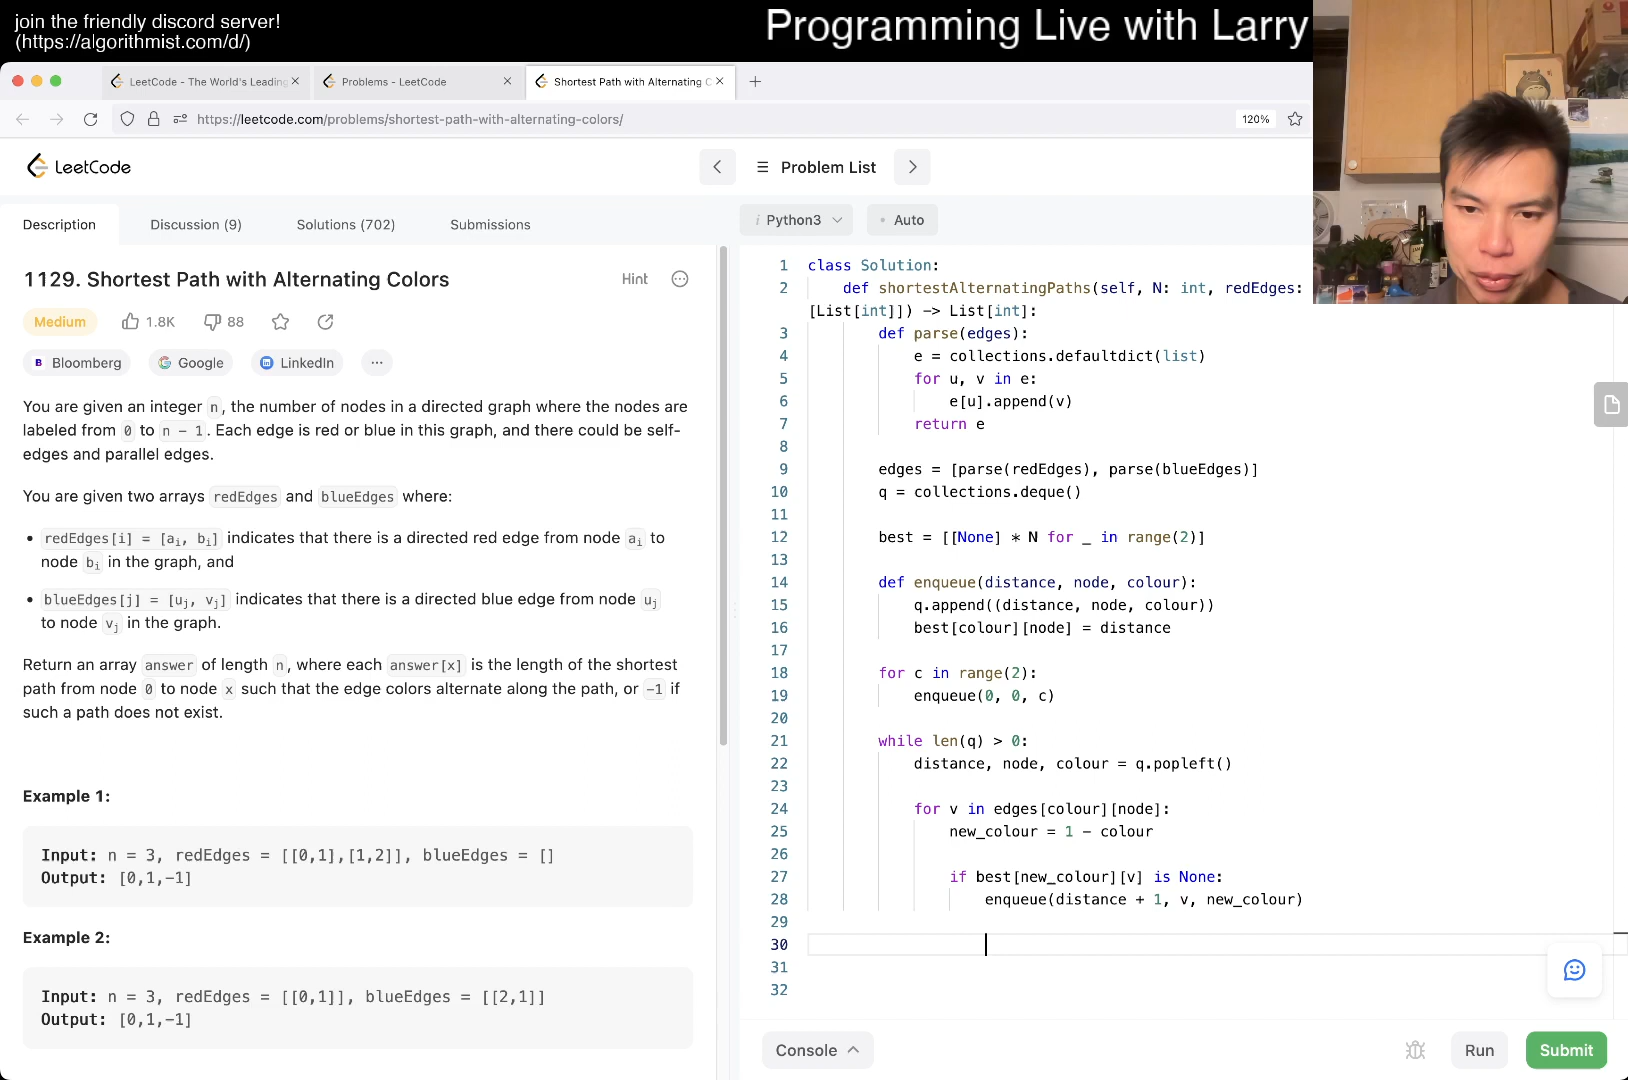 join the friendly discord server!
(https://algorithmist.com/d/)
Programming Live with Larry
LeetCode - The World's Leading
Problems - LeetCode
Shortest Path with Alternating C
https://leetcode.com/problems/shortest-path-with-alternating-colors/
120%
LeetCode
Problem List
Description
Discussion (9)
Solutions (702)
Submissions
i Python3
• Auto
1129. Shortest Path with Alternating Colors
Hint
Medium
1.8K
88
B Bloomberg
Google
LinkedIn
...
You are given an integer n, the number of nodes in a directed graph where the nodes are
labeled from 0 to n - 1. Each edge is red or blue in this graph, and there could be self-
edges and parallel edges.
You are given two arrays redEdges and blueEdges where:
• redEdges[i] = [ai, bi] indicates that there is a directed red edge from node ai to
node bi in the graph, and
• blueEdges[j] = [uj, vj] indicates that there is a directed blue edge from node uj
to node vj in the graph.
Return an array answer of length n, where each answer[x] is the length of the shortest
path from node 0 to node x such that the edge colors alternate along the path, or -1 if
such a path does not exist.
Example 1:
Input: n = 3, redEdges = [[0,1],[1,2]], blueEdges = []
Output: [0,1,-1]
Example 2:
Input: n = 3, redEdges = [[0,1]], blueEdges = [[2,1]]
Output: [0,1,-1]
1 class Solution:
2 def shortestAlternatingPaths(self, N: int, redEdges:
[List[int]]) -> List[int]:
3 def parse(edges):
4 e = collections.defaultdict(list)
5 for u, v in e:
6 e[u].append(v)
7 return e
8
9 edges = [parse(redEdges), parse(blueEdges)]
10 q = collections.deque()
11
12 best = [[None] * N for _ in range(2)]
13
14 def enqueue(distance, node, colour):
15 q.append((distance, node, colour))
16 best[colour][node] = distance
17
18 for c in range(2):
19 enqueue(0, 0, c)
20
21 while len(q) > 0:
22 distance, node, colour = q.popleft()
23
24 for v in edges[colour][node]:
25 new_colour = 1 - colour
26
27 if best[new_colour][v] is None:
28 enqueue(distance + 1, v, new_colour)
29
30
31
32
Console
Run
Submit